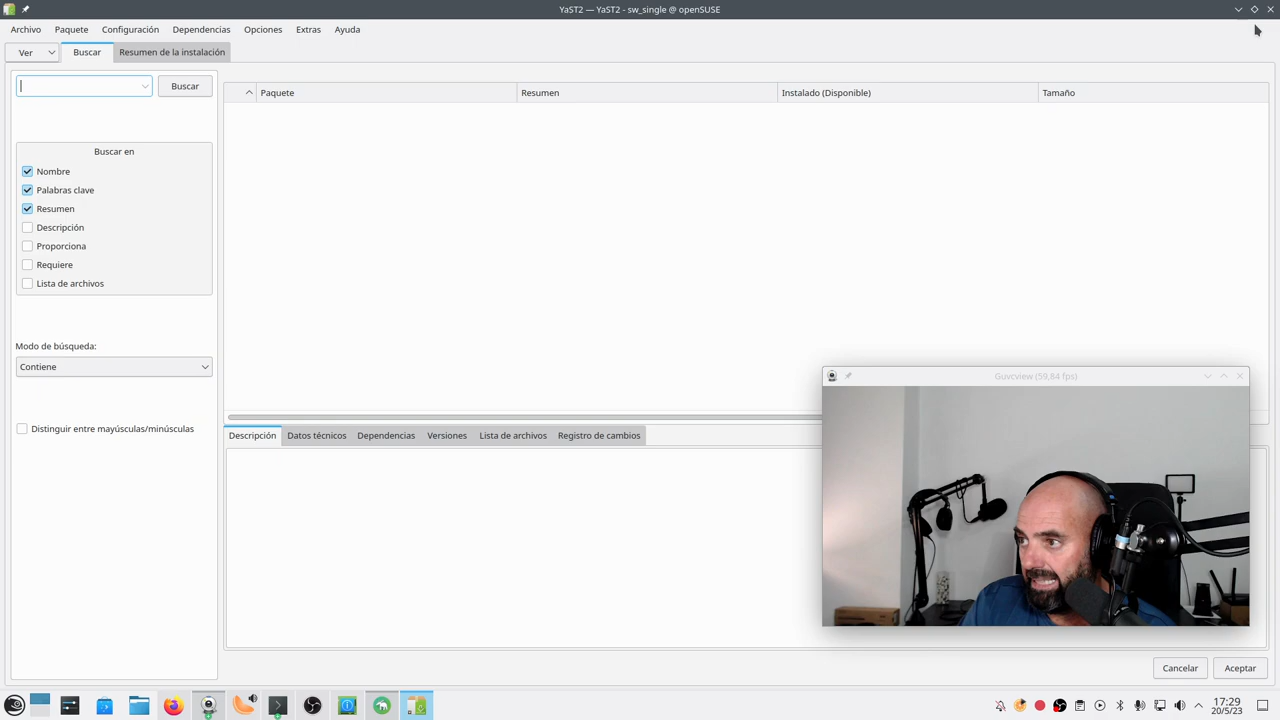 YaST2 — YaST2 - sw_single @ openSUSE
Archivo Paquete Configuración Dependencias Opciones Extras Ayuda
Ver Buscar Resumen de la instalación
Buscar
Paquete Resumen Instalado (Disponible) Tamaño
Buscar en
Nombre
Palabras clave
Resumen
Descripción
Proporciona
Requiere
Lista de archivos
Modo de búsqueda:
Contiene
Distinguir entre mayúsculas/minúsculas
Guvcview (59,84 fps)
Descripción Datos técnicos Dependencias Versiones Lista de archivos Registro de cambios
Cancelar Aceptar
17:29
20/5/23